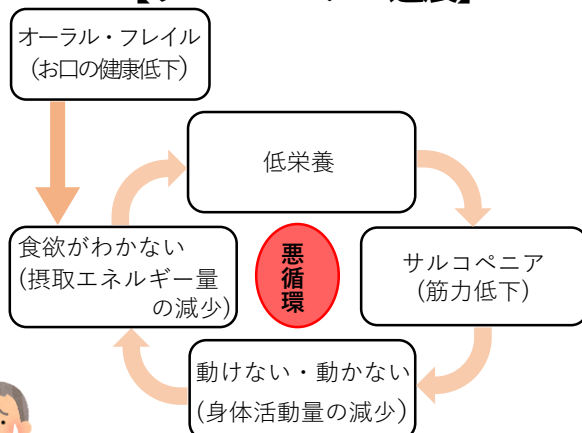 オーラル・フレイル
(お口の健康低下)
低栄養
食欲がわかない
(摂取エネルギー量
の減少)
悪循環
サルコペニア
(筋力低下)
動けない・動かない
(身体活動量の減少)